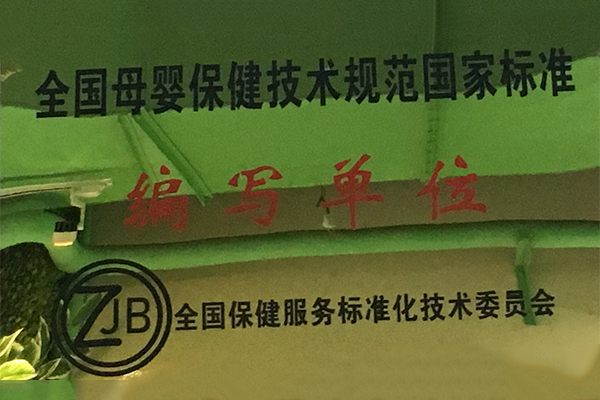 全国母婴保健技术规范国家标准
编写单位
ZJB 全国保健服务标准化技术委员会